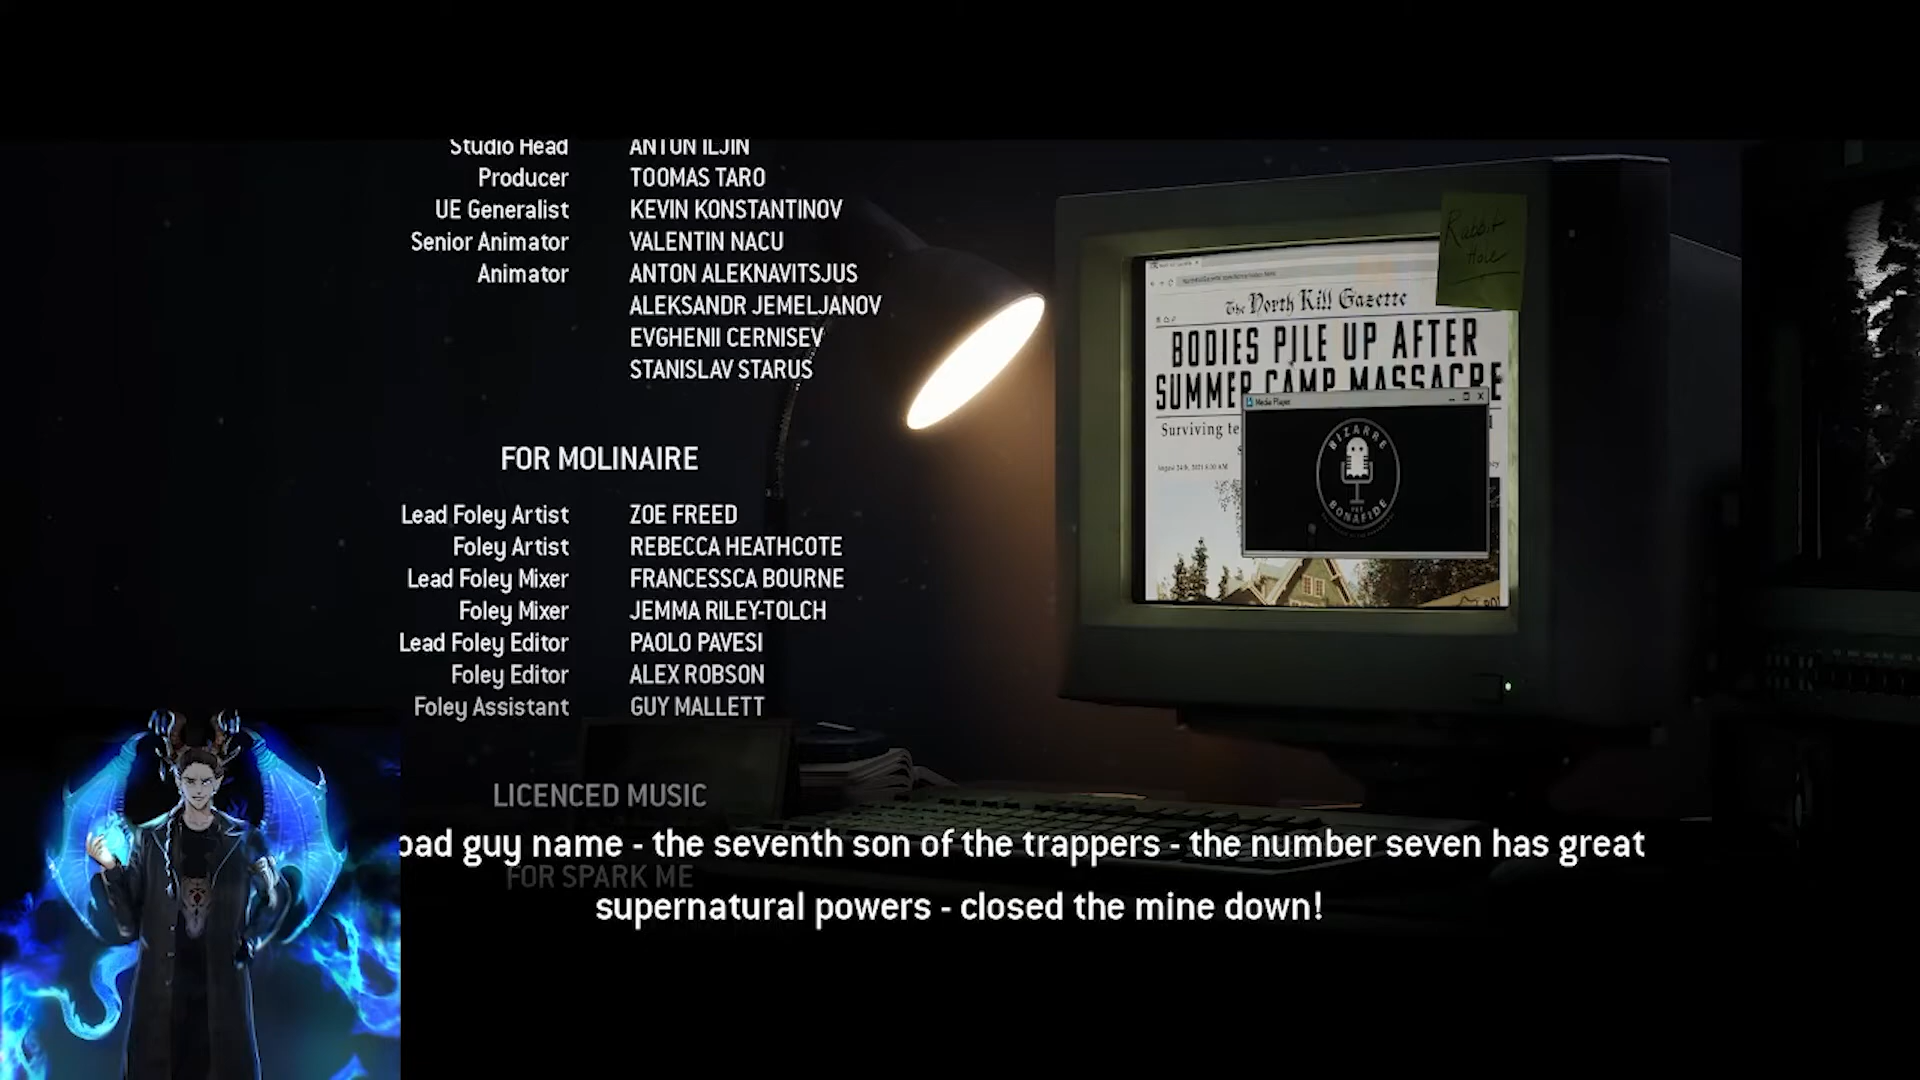 Studio Head ANTON ILJIN
Producer TOOMAS TARO
UE Generalist KEVIN KONSTANTINOV
Senior Animator VALENTIN NACU
Animator ANTON ALEKNAVITSJUS
ALEKSANDR JEMELJANOV
EVGHENII CERNISEV
STANISLAV STARUS
FOR MOLINAIRE
Lead Foley Artist ZOE FREED
Foley Artist REBECCA HEATHCOTE
Lead Foley Mixer FRANCESSCA BOURNE
Foley Mixer JEMMA RILEY-TOLCH
Lead Foley Editor PAOLO PAVESI
Foley Editor ALEX ROBSON
Foley Assistant GUY MALLETT
LICENCED MUSIC
FOR SPARK ME
Rabbit
Hole
The North Kill Gazette
BODIES PILE UP AFTER
SUMMER CAMP MASSACRE
Surviving te
Media Player
BIZARRE
YET
BONAFIDE
bad guy name - the seventh son of the trappers - the number seven has great
supernatural powers - closed the mine down!